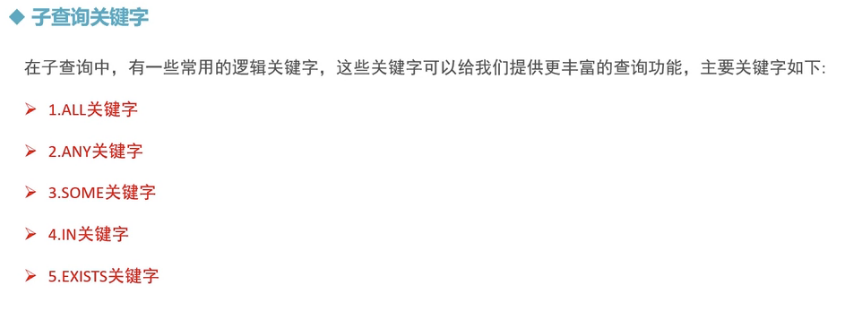 ◆ 子查询关键字
在子查询中，有一些常用的逻辑关键字，这些关键字可以给我们提供更丰富的查询功能，主要关键字如下:
➢ 1.ALL关键字
➢ 2.ANY关键字
➢ 3.SOME关键字
➢ 4.IN关键字
➢ 5.EXISTS关键字